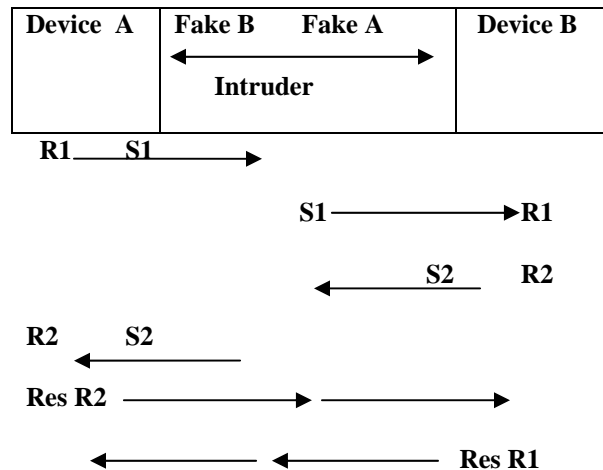 Device A Fake B Fake A Device B
Intruder
R1 S1
S1 R1
S2 R2
R2 S2
Res R2
Res R1